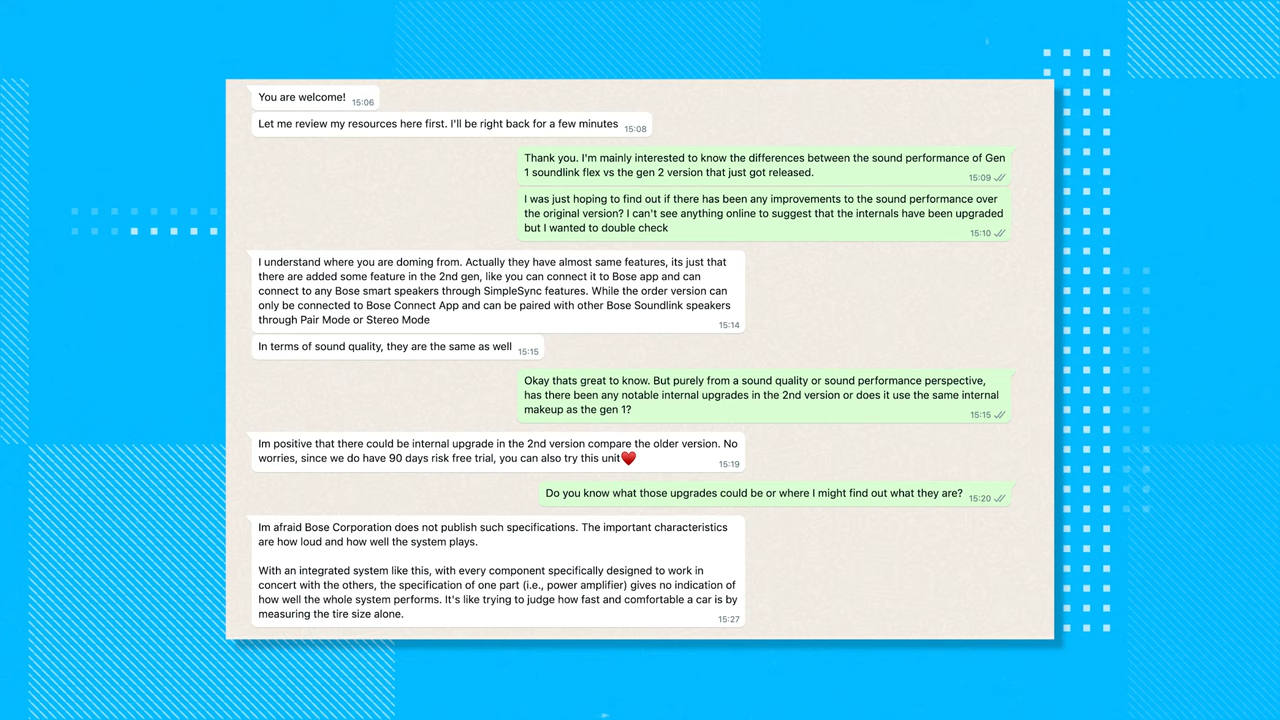 You are welcome! 15:06
Let me review my resources here first. I'll be right back for a few minutes 15:08
Thank you. I'm mainly interested to know the differences between the sound performance of Gen
1 soundlink flex vs the gen 2 version that just got released.
15:09
I was just hoping to find out if there has been any improvements to the sound performance over
the original version? I can't see anything online to suggest that the internals have been upgraded
but I wanted to double check
15:10
I understand where you are doming from. Actually they have almost same features, its just that
there are added some feature in the 2nd gen, like you can connect it to Bose app and can
connect to any Bose smart speakers through SimpleSync features. While the order version can
only be connected to Bose Connect App and can be paired with other Bose Soundlink speakers
through Pair Mode or Stereo Mode
15:14
In terms of sound quality, they are the same as well 15:15
Okay thats great to know. But purely from a sound quality or sound performance perspective,
has there been any notable internal upgrades in the 2nd version or does it use the same internal
makeup as the gen 1?
15:15
Im positive that there could be internal upgrade in the 2nd version compare the older version. No
worries, since we do have 90 days risk free trial, you can also try this unit❤️
15:19
Do you know what those upgrades could be or where I might find out what they are? 15:20
Im afraid Bose Corporation does not publish such specifications. The important characteristics
are how loud and how well the system plays.
With an integrated system like this, with every component specifically designed to work in
concert with the others, the specification of one part (i.e., power amplifier) gives no indication of
how well the whole system performs. It's like trying to judge how fast and comfortable a car is by
measuring the tire size alone.
15:27